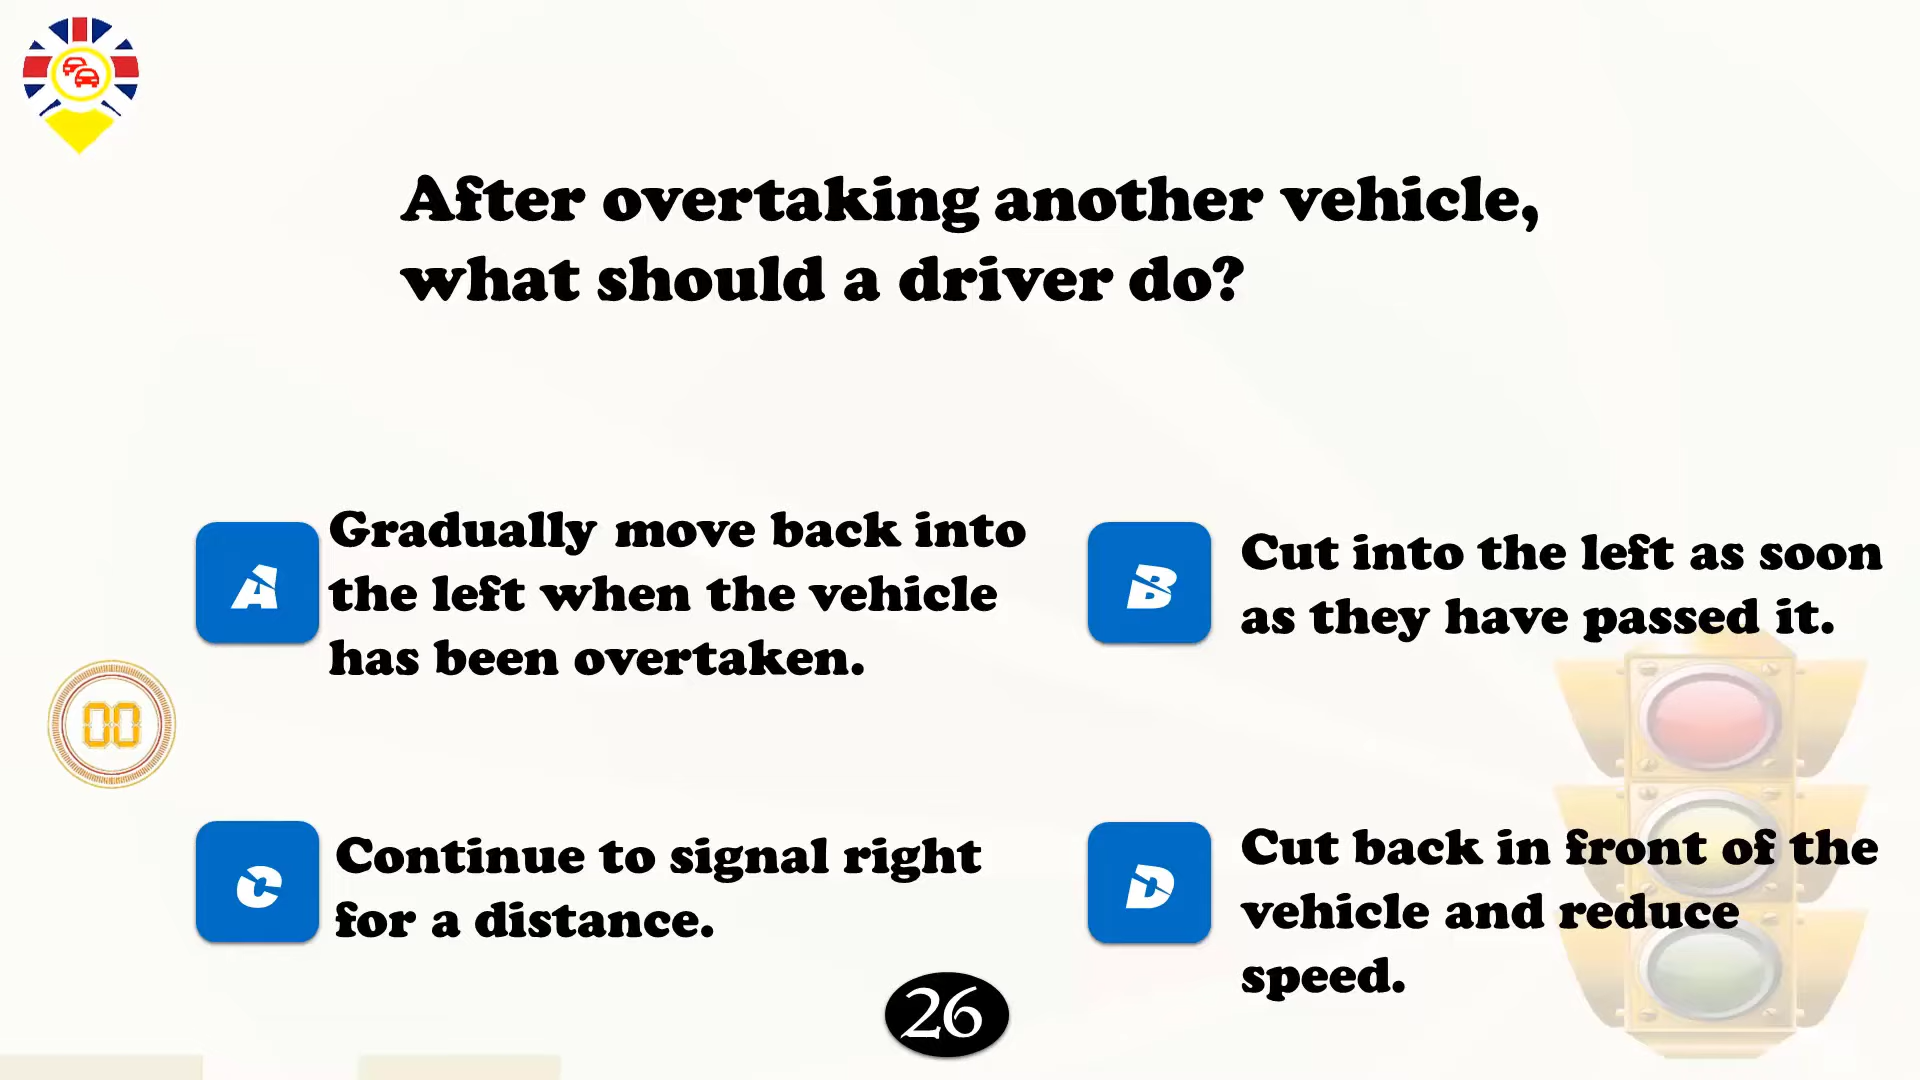 After overtaking another vehicle,
what should a driver do?
A
Gradually move back into
the left when the vehicle
has been overtaken.
B
Cut into the left as soon
as they have passed it.
00
C
Continue to signal right
for a distance.
D
Cut back in front of the
vehicle and reduce
speed.
26